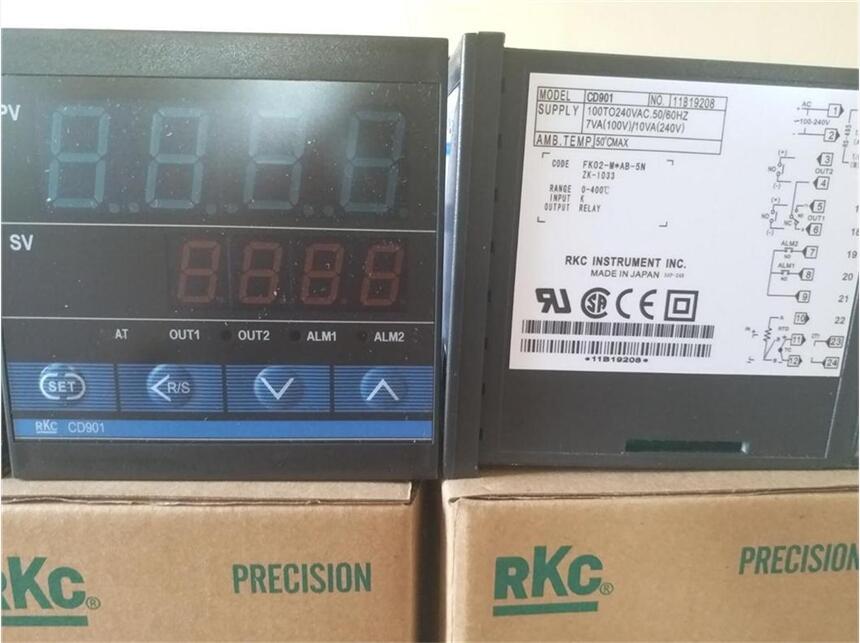 PV
SV
AT OUT1 OUT2 ALM1 ALM2
SET R/S
RKC CD901
MODEL CD901 NO. 11B19208
SUPPLY 100TO240VAC.50/60HZ
7VA(100V)/10VA(240V)
AMB.TEMP 50℃MAX
CODE FK02-M*AB-5N
ZK-1033
RANGE 0-400℃
INPUT K
OUTPUT RELAY
RKC INSTRUMENT INC.
MADE IN JAPAN
*11B19208*
AC
~100-240V
1
2
3
OUT2
4
5
OUT1
6
ALM2
7 19
ALM1
8 20
9 21
10 22
RTD
11 CT1 23
TC
12 24
RKC® PRECISION
RKC® PRECISION